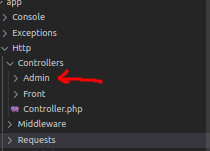 app
Console
Exceptions
Http
Controllers
Admin
Front
Controller.php
Middleware
Requests